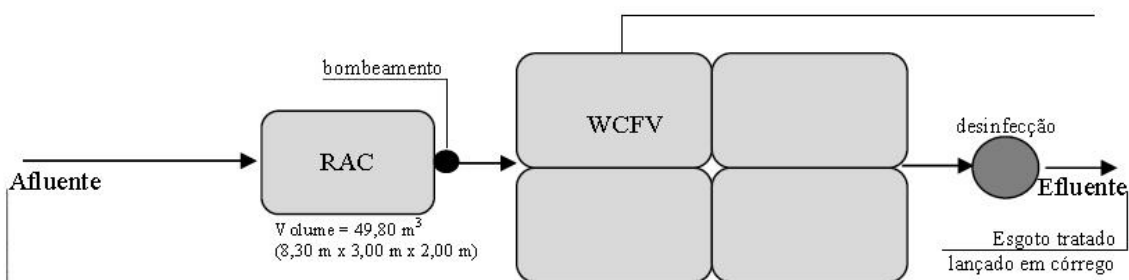 bombeamento
WCFV
desinfecção
RAC
Afluente
Efluente
Volume = 49,80 m³
(8,30 m x 3,00 m x 2,00 m)
Esgoto tratado
lançado em córrego